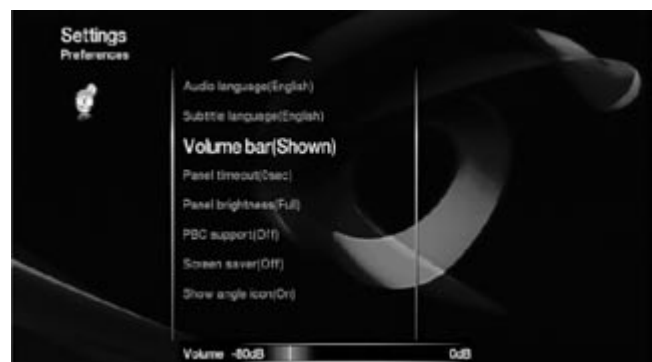 Settings
Preferences
Audio language(English)
Subtitle language(English)
Volume bar(Shown)
Panel timeout(0sec)
Panel brightness(Full)
PBC support(Off)
Screen saver(Off)
Show angle icon(On)
Volume -80dB 0dB